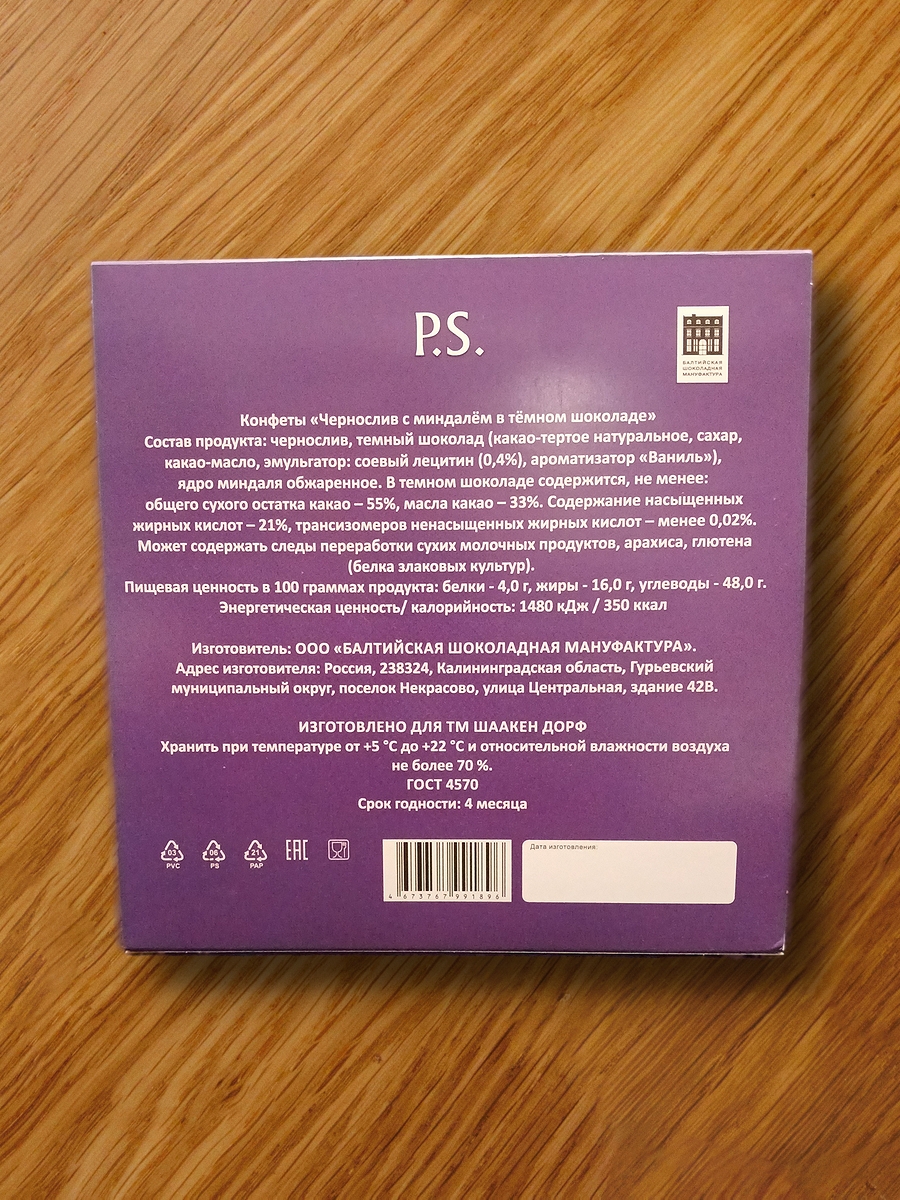 P.S.
БАЛТИЙСКАЯ
ШОКОЛАДНАЯ
МАНУФАКТУРА
Конфеты «Чернослив с миндалём в тёмном шоколаде»
Состав продукта: чернослив, темный шоколад (какао-тертое натуральное, сахар,
какао-масло, эмульгатор: соевый лецитин (0,4%), ароматизатор «Ваниль»),
ядро миндаля обжаренное. В темном шоколаде содержится, не менее:
общего сухого остатка какао – 55%, масла какао – 33%. Содержание насыщенных
жирных кислот – 21%, трансизомеров ненасыщенных жирных кислот – менее 0,02%.
Может содержать следы переработки сухих молочных продуктов, арахиса, глютена
(белка злаковых культур).
Пищевая ценность в 100 граммах продукта: белки - 4,0 г, жиры - 16,0 г, углеводы - 48,0 г.
Энергетическая ценность/ калорийность: 1480 кДж / 350 ккал
Изготовитель: ООО «БАЛТИЙСКАЯ ШОКОЛАДНАЯ МАНУФАКТУРА».
Адрес изготовителя: Россия, 238324, Калининградская область, Гурьевский
муниципальный округ, поселок Некрасово, улица Центральная, здание 42В.
ИЗГОТОВЛЕНО ДЛЯ ТМ ШААКЕН ДОРФ
Хранить при температуре от +5 °С до +22 °С и относительной влажности воздуха
не более 70 %.
ГОСТ 4570
Срок годности: 4 месяца
03 06 21 EAC
PVC PS PAP
Дата изготовления:
4 673767 991896